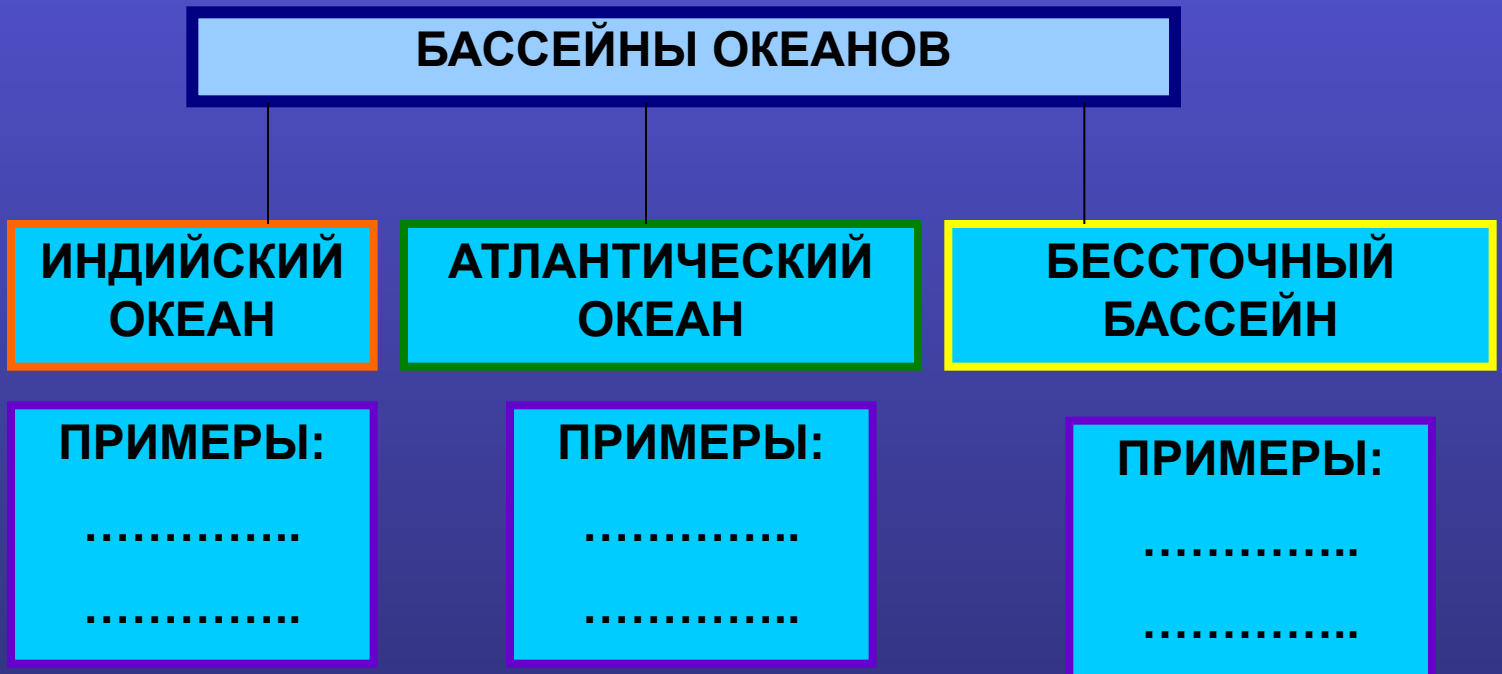 БАССЕЙНЫ ОКЕАНОВ
ИНДИЙСКИЙ
ОКЕАН
АТЛАНТИЧЕСКИЙ
ОКЕАН
БЕССТОЧНЫЙ
БАССЕЙН
ПРИМЕРЫ:
…………..
…………..
ПРИМЕРЫ:
…………..
…………..
ПРИМЕРЫ:
…………..
…………..